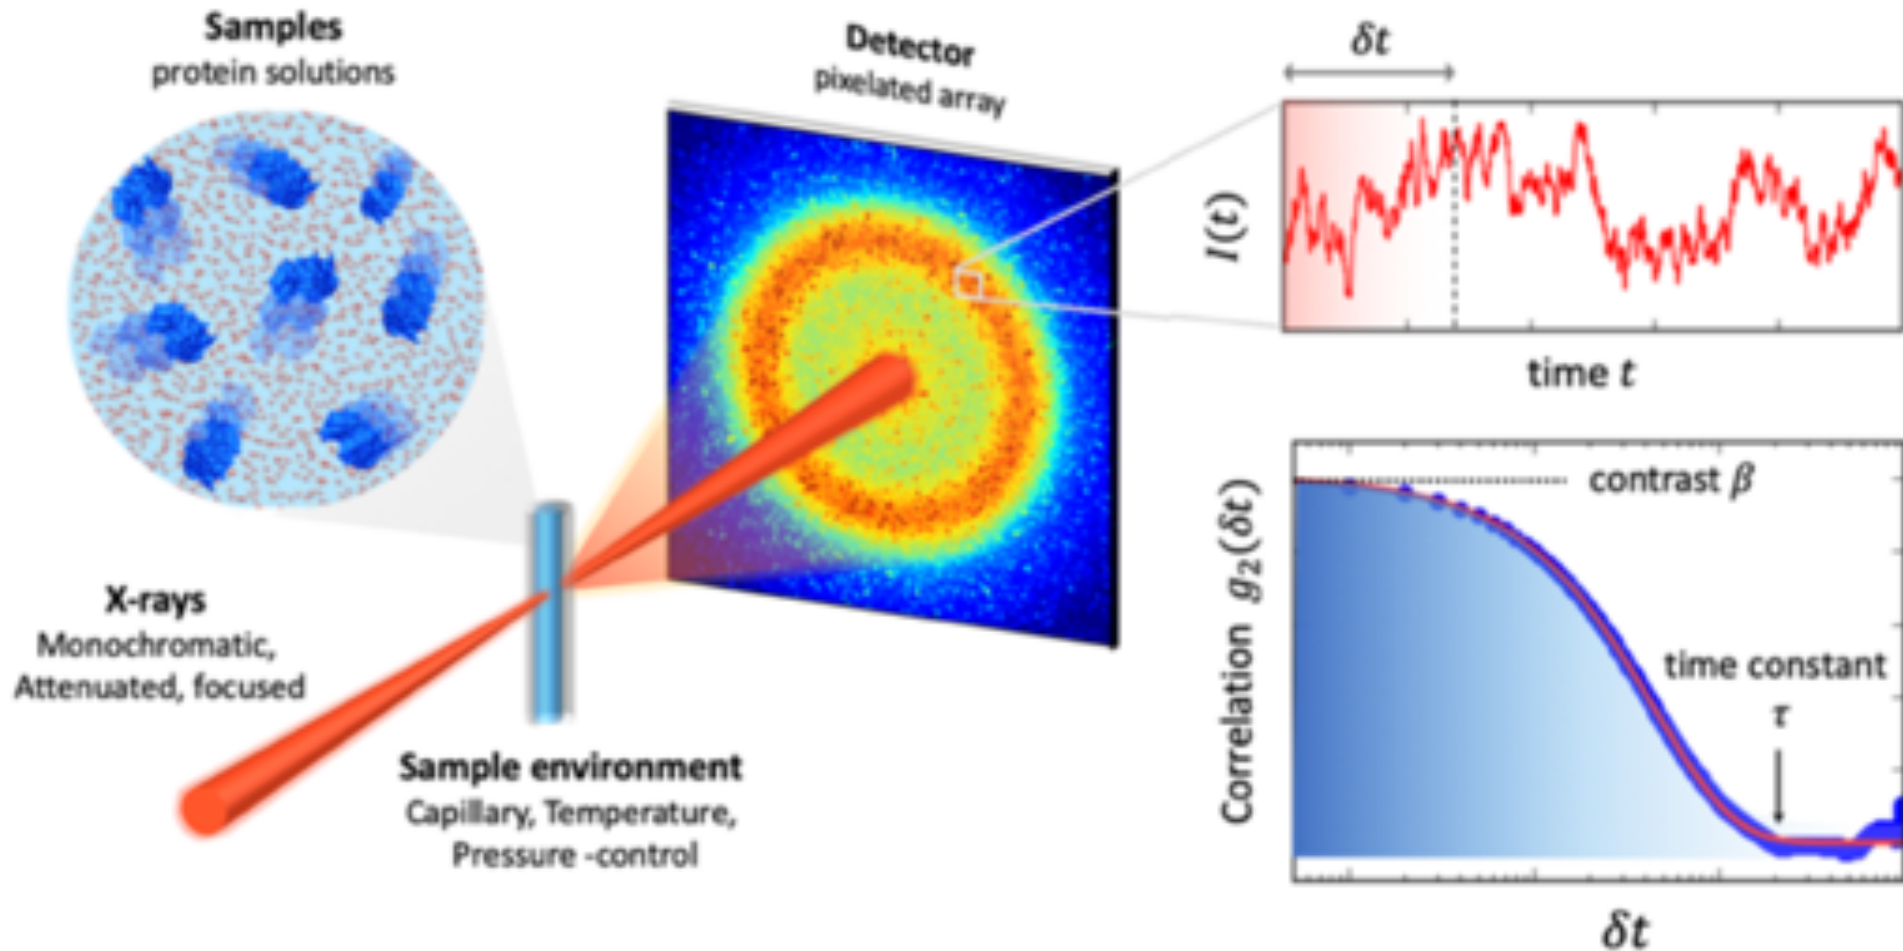 Samples
protein solutions
Detector
pixelated array
X-rays
Monochromatic,
Attenuated, focused
Sample environment
Capillary, Temperature,
Pressure -control
δt
I(t)
time t
Correlation g₂(δt)
contrast β
time constant
τ
δt